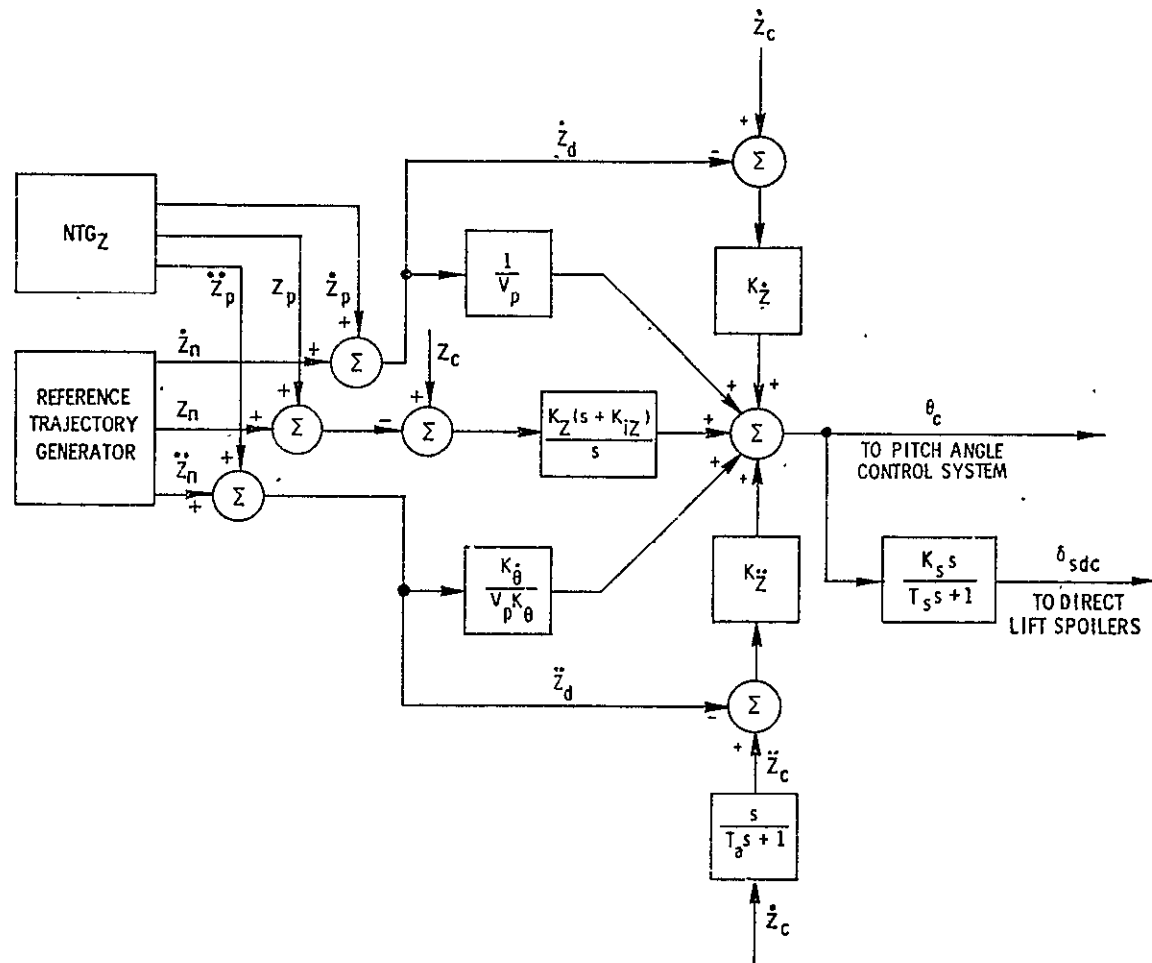 Ż_c
+
Σ
-
Ż_d
NTG_Z
Z̈_p
Z_p
Ż_p
1
V_p
K_Ż
+
Ż_n
+
Σ
Z_c
REFERENCE
TRAJECTORY
GENERATOR
Z_n
+
+
Σ
-
+
Σ
K_Z(s + K_iZ)
s
+
+
+
+
+
Σ
θ_c
TO PITCH ANGLE
CONTROL SYSTEM
Z̈_n
+
+
Σ
K_θ̇
V_p K_θ
K_Z̈
K_s s
T_s s + 1
δ_sdc
TO DIRECT
LIFT SPOILERS
Z̈_d
-
Σ
+
Z̈_c
s
T_a s + 1
Ż_c